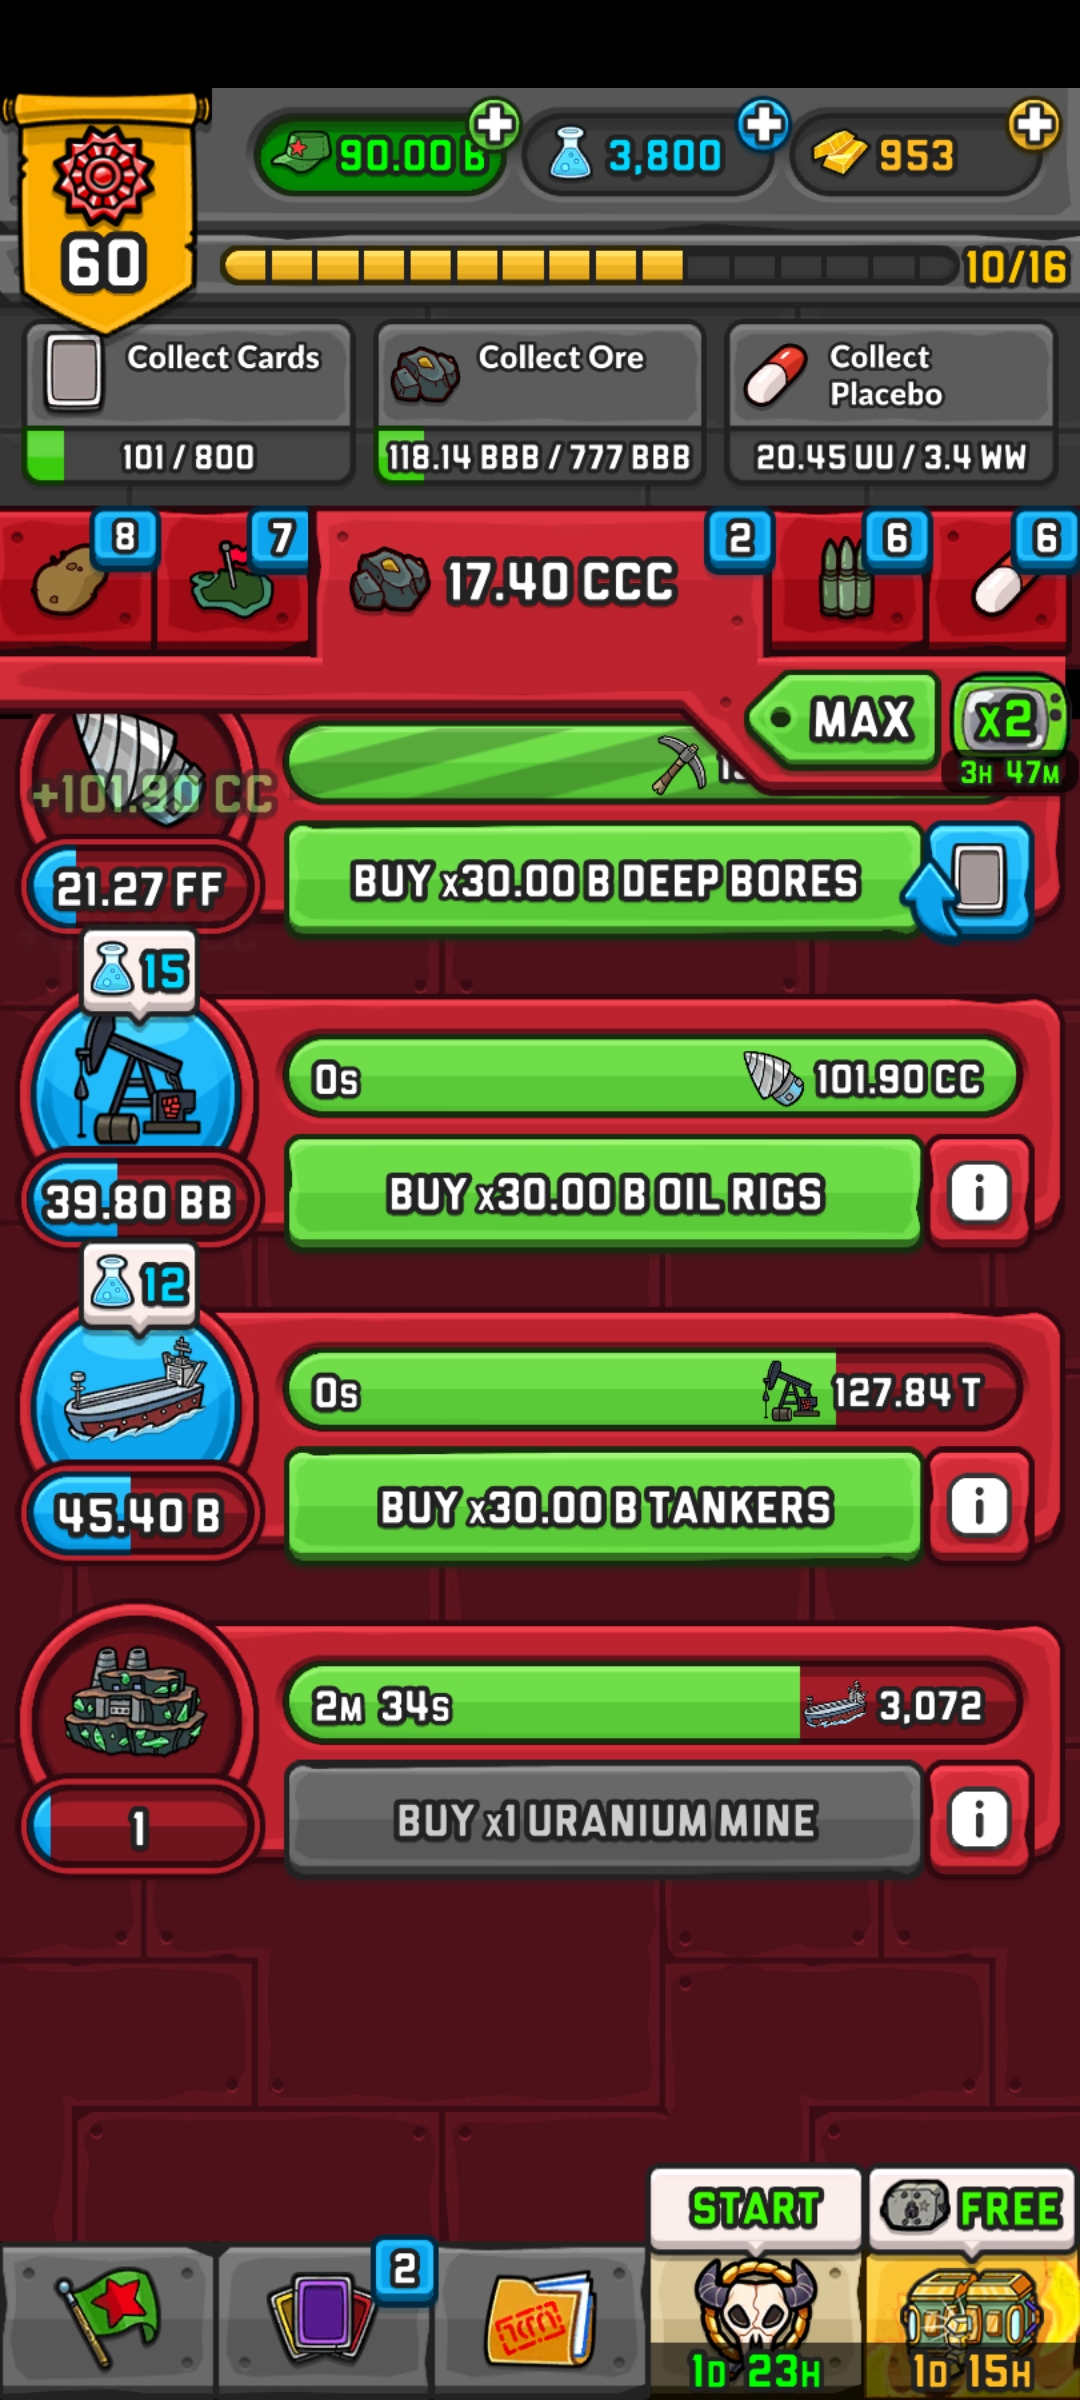 90.00 B
3,800
953
60
10/16
Collect Cards
101 / 800
Collect Ore
118.14 BBB / 777 BBB
Collect
Placebo
20.45 UU / 3.4 WW
8
7
17.40 CCC
2
6
6
MAX
x2
3H 47M
+101.90 CC
21.27 FF
BUY x30.00 B DEEP BORES
15
0s
101.90 CC
39.80 BB
BUY x30.00 B OIL RIGS
i
12
0s
127.84 T
45.40 B
BUY x30.00 B TANKERS
i
2M 34s
3,072
1
BUY x1 URANIUM MINE
i
START
FREE
2
1D 23H
1D 15H